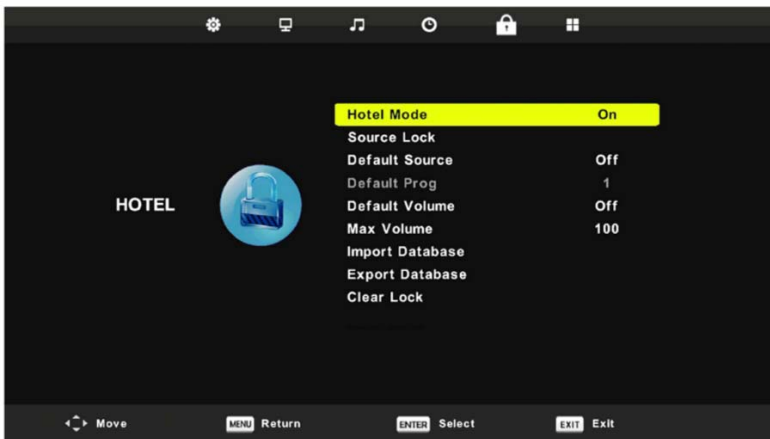 Hotel Mode On
Source Lock
Default Source Off
Default Prog 1
HOTEL
Default Volume Off
Max Volume 100
Import Database
Export Database
Clear Lock
Move MENU Return ENTER Select EXIT Exit